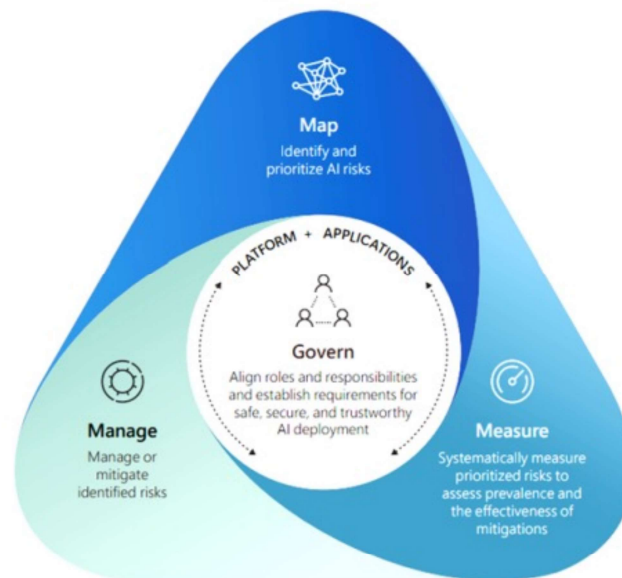 Map
Identify and
prioritize AI risks
PLATFORM + APPLICATIONS
Govern
Align roles and responsibilities
and establish requirements for
safe, secure, and trustworthy
AI deployment
Manage
Manage or
mitigate
identified risks
Measure
Systematically measure
prioritized risks to
assess prevalence and
the effectiveness of
mitigations